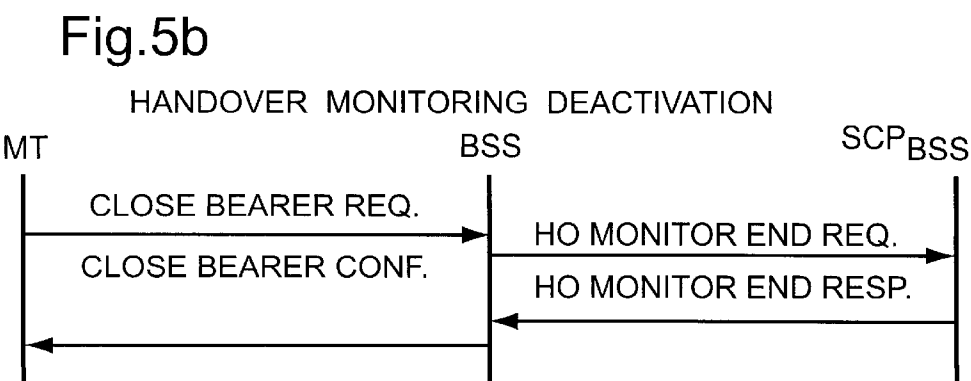 Fig.5b
HANDOVER MONITORING DEACTIVATION
MT BSS SCPBSS
CLOSE BEARER REQ.
HO MONITOR END REQ.
CLOSE BEARER CONF.
HO MONITOR END RESP.